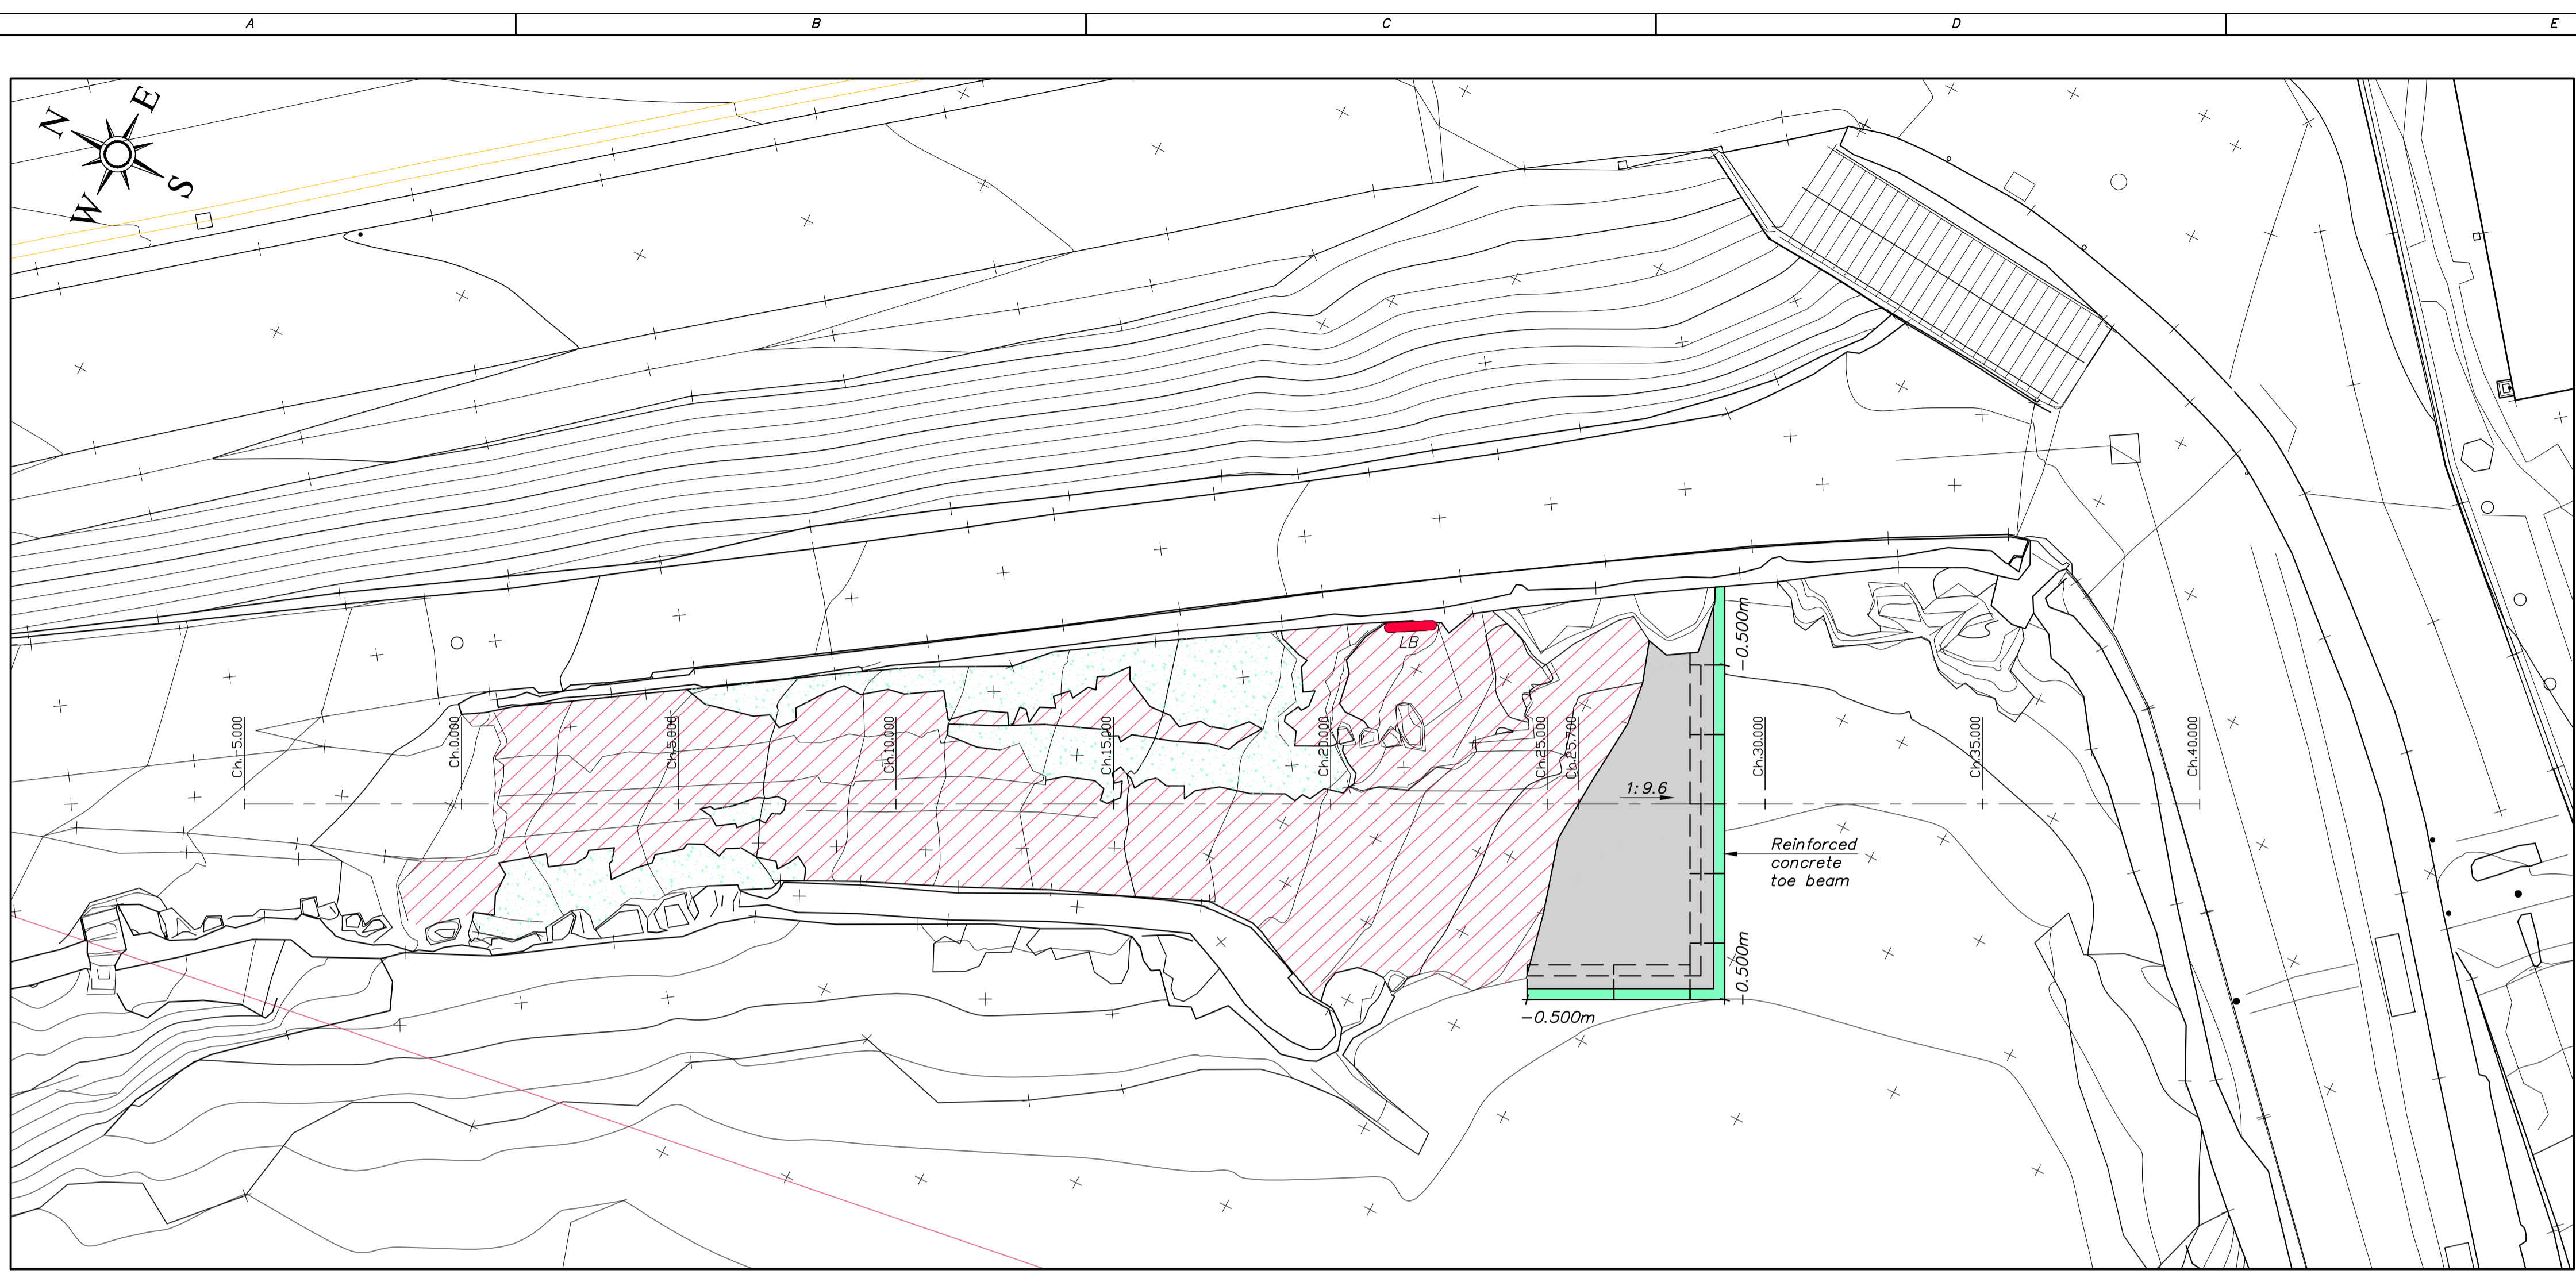 A
B
C
D
E
N
E
W
S
Ch.-5.000
Ch.0.000
Ch.5.000
Ch.10.000
Ch.15.000
Ch.20.000
Ch.25.000
Ch.25.700
Ch.30.000
Ch.35.000
Ch.40.000
LB
1:9.6
-0.500m
Reinforced
concrete
toe beam
-0.500m
-0.500m